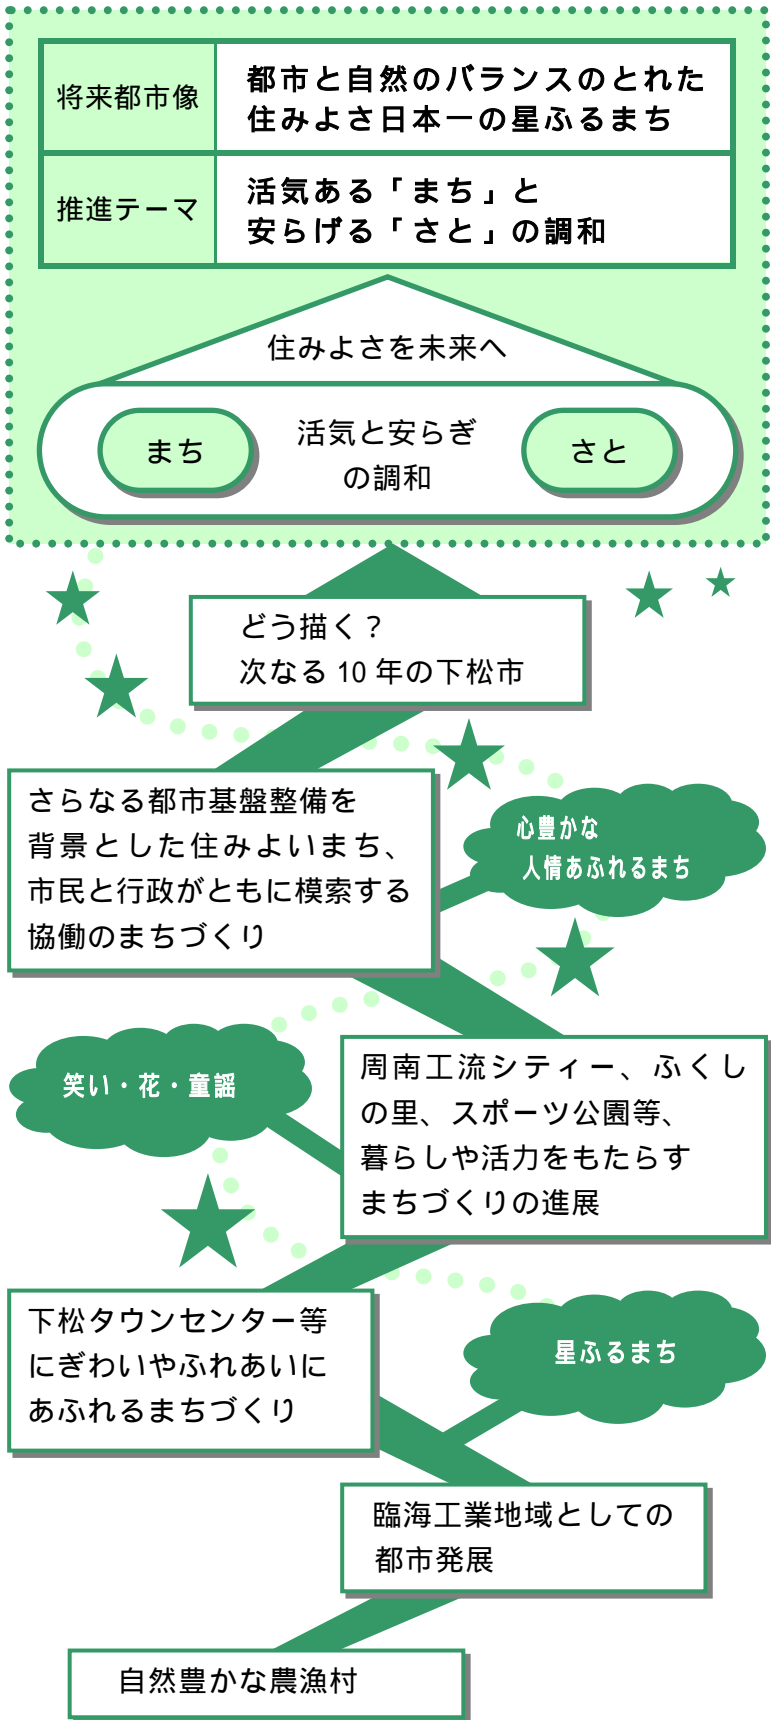 将来都市像
都市と自然のバランスのとれた
住みよさ日本一の星ふるまち
推進テーマ
活気ある「まち」と
安らげる「さと」の調和
住みよさを未来へ
まち
活気と安らぎ
の調和
さと
どう描く？
次なる10年の下松市
さらなる都市基盤整備を
背景とした住みよいまち、
市民と行政がともに模索する
協働のまちづくり
心豊かな
人情あふれるまち
笑い・花・童謡
周南工流シティー、ふくし
の里、スポーツ公園等、
暮らしや活力をもたらす
まちづくりの進展
下松タウンセンター等
にぎわいやふれあいに
あふれるまちづくり
星ふるまち
臨海工業地域としての
都市発展
自然豊かな農漁村